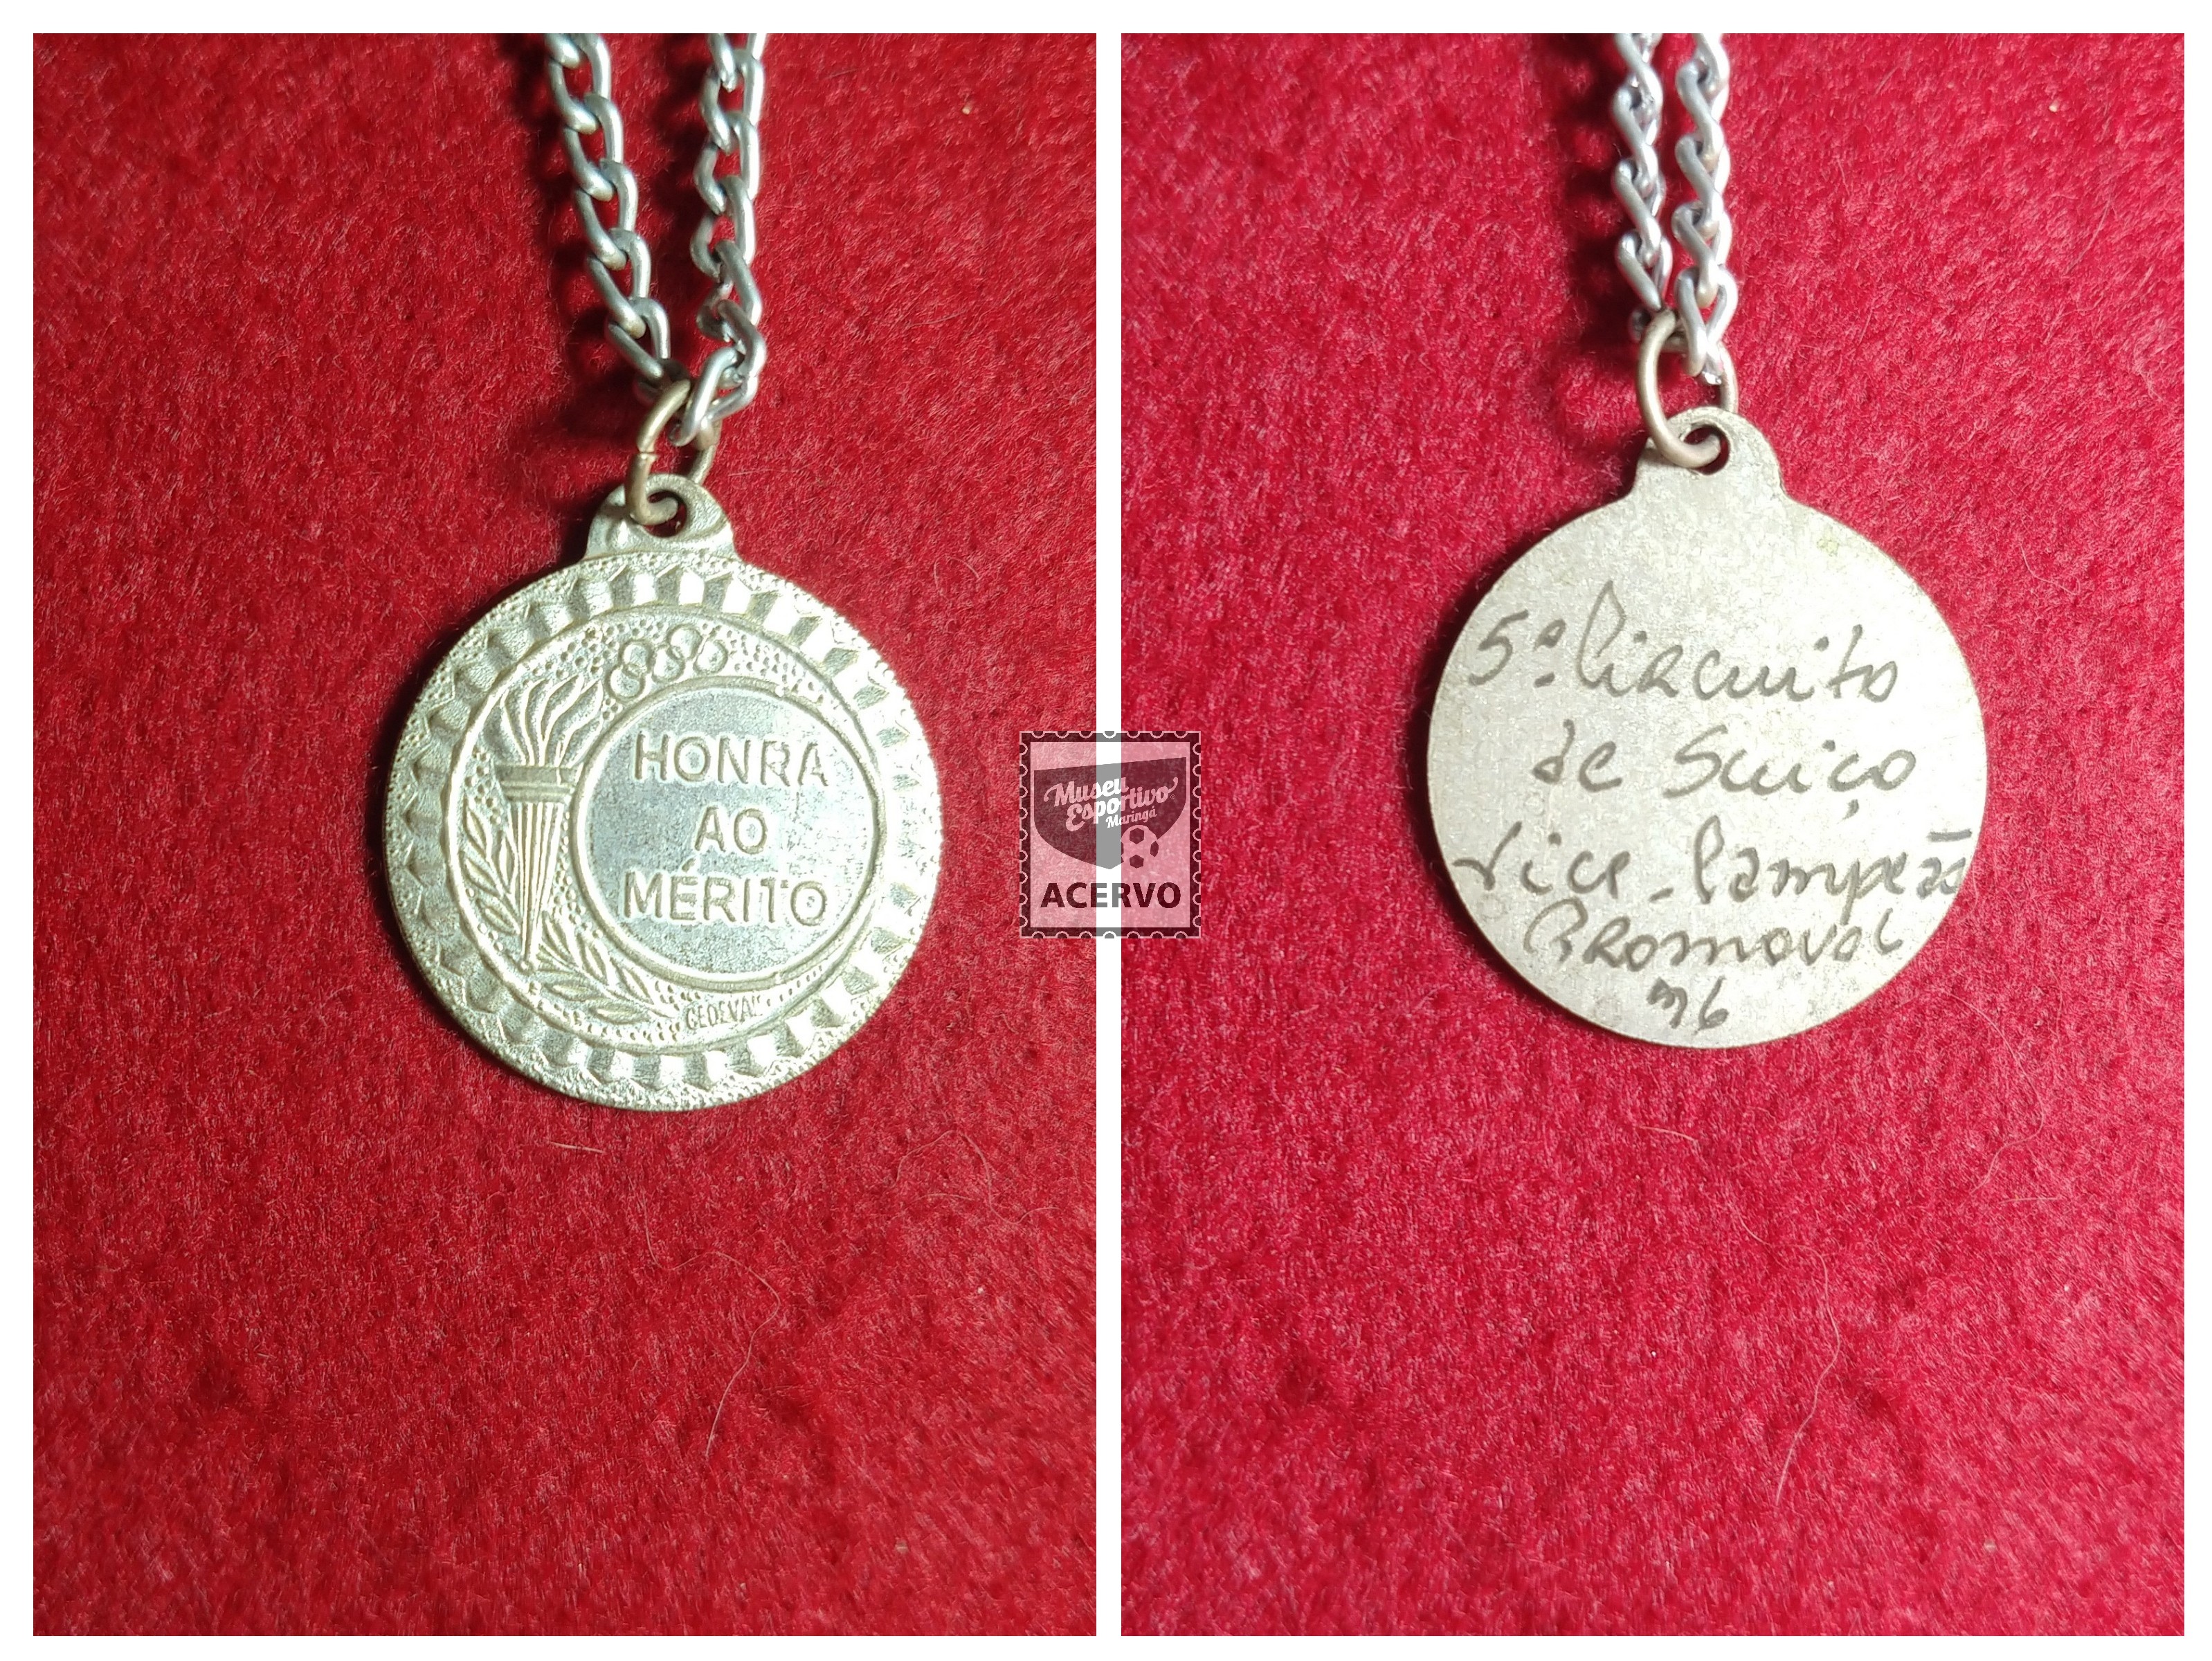 HONRA
AO
MÉRITO
Museu
Esportivo
Maringá
ACERVO
5º Circuito
de Suiço
Vice-Campeão
Promoval